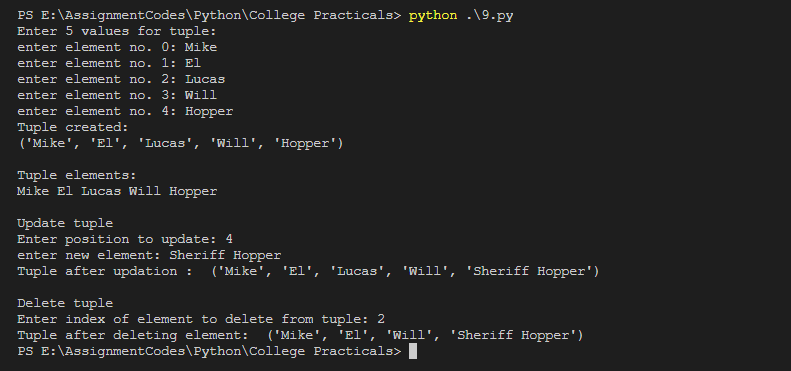 PS E:\AssignmentCodes\Python\College Practicals> python .\9.py
Enter 5 values for tuple:
enter element no. 0: Mike
enter element no. 1: El
enter element no. 2: Lucas
enter element no. 3: Will
enter element no. 4: Hopper
Tuple created:
('Mike', 'El', 'Lucas', 'Will', 'Hopper')
Tuple elements:
Mike El Lucas Will Hopper
Update tuple
Enter position to update: 4
enter new element: Sheriff Hopper
Tuple after updation :  ('Mike', 'El', 'Lucas', 'Will', 'Sheriff Hopper')
Delete tuple
Enter index of element to delete from tuple: 2
Tuple after deleting element:  ('Mike', 'El', 'Will', 'Sheriff Hopper')
PS E:\AssignmentCodes\Python\College Practicals>